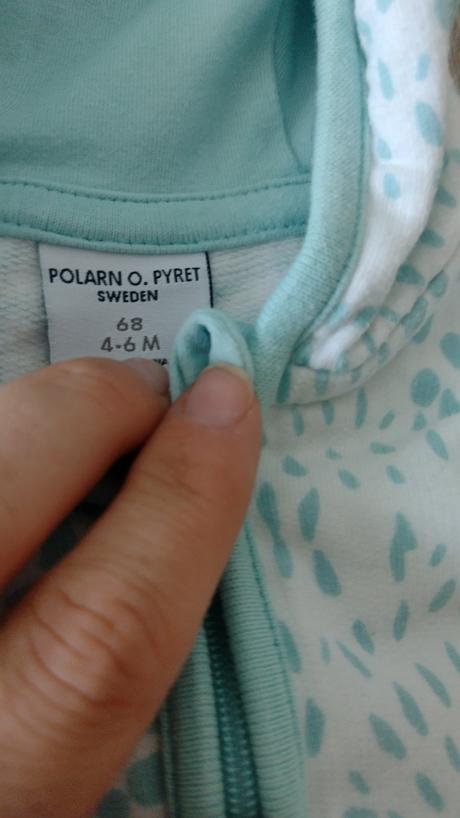 POLARN O. PYRET
SWEDEN
68
4-6 M